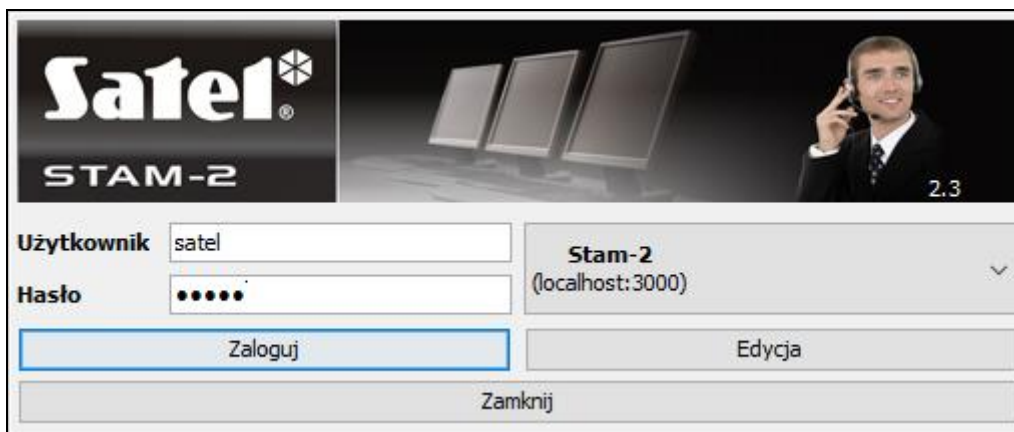 Satel®
STAM-2
2.3
Użytkownik
satel
Stam-2
(localhost:3000)
Hasło
•••••
Zaloguj
Edycja
Zamknij